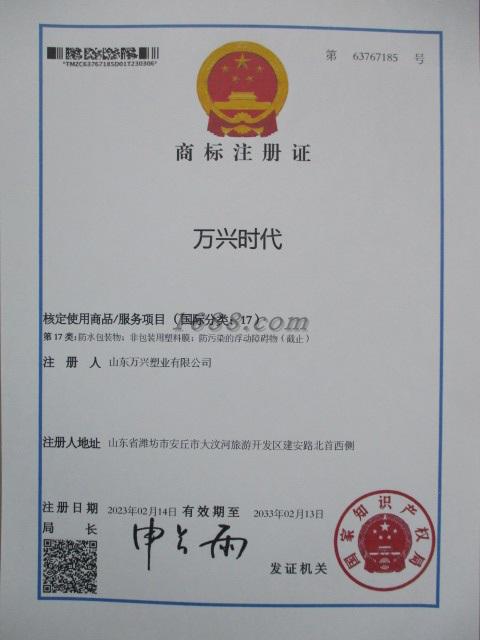 第 63767185 号
*TMZC63767185D01T230306*
商标注册证
万兴时代
核定使用商品/服务项目（国际分类：17）
1688.com
第17类：防水包装物；非包装用塑料膜；防污染的浮动障碍物（截止）
注册人 山东万兴塑业有限公司
注册人地址 山东省潍坊市安丘市大汶河旅游开发区建安路北首西侧
注册日期 2023年02月14日 有效期至 2033年02月13日
局长 申长雨
发证机关
国家知识产权局